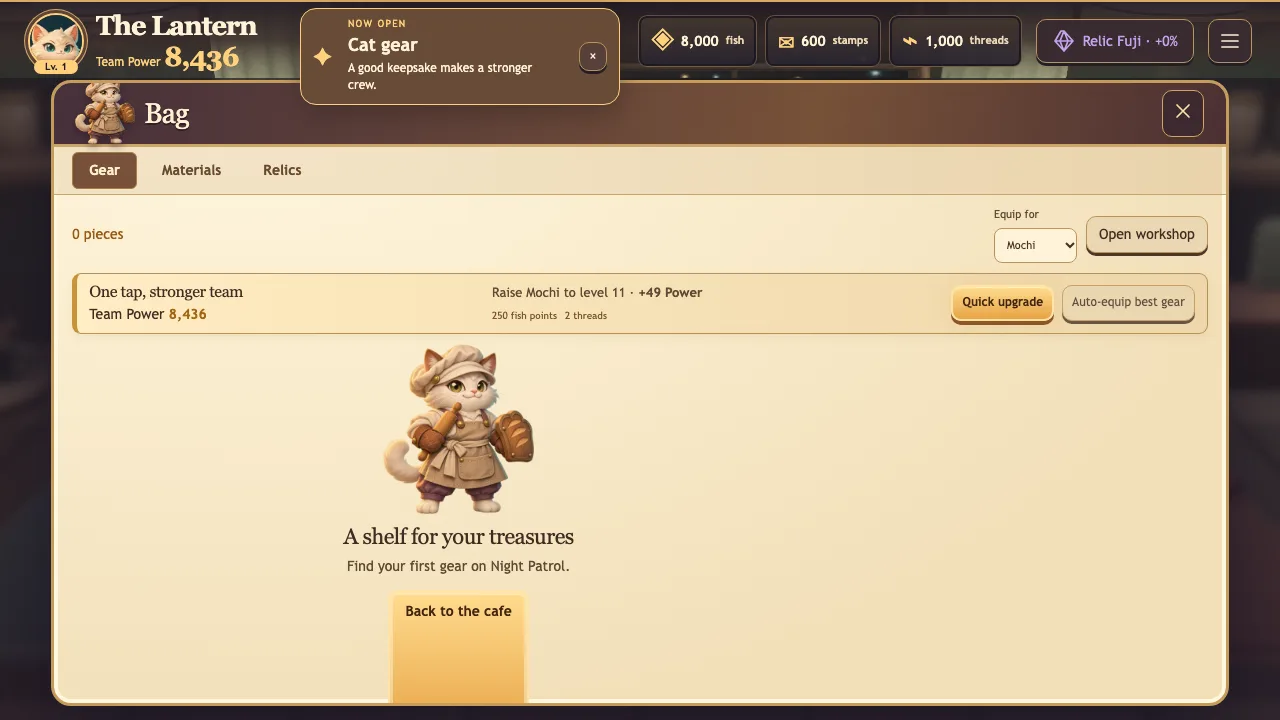 The Lantern
Team Power 8,436
Lv. 1
NOW OPEN
Cat gear
A good keepsake makes a stronger
crew.
×
8,000 fish
600 stamps
1,000 threads
Relic Fuji · +0%
Bag
Gear
Materials
Relics
0 pieces
Equip for
Mochi
Open workshop
One tap, stronger team
Team Power 8,436
Raise Mochi to level 11 · +49 Power
250 fish points 2 threads
Quick upgrade
Auto-equip best gear
A shelf for your treasures
Find your first gear on Night Patrol.
Back to the cafe